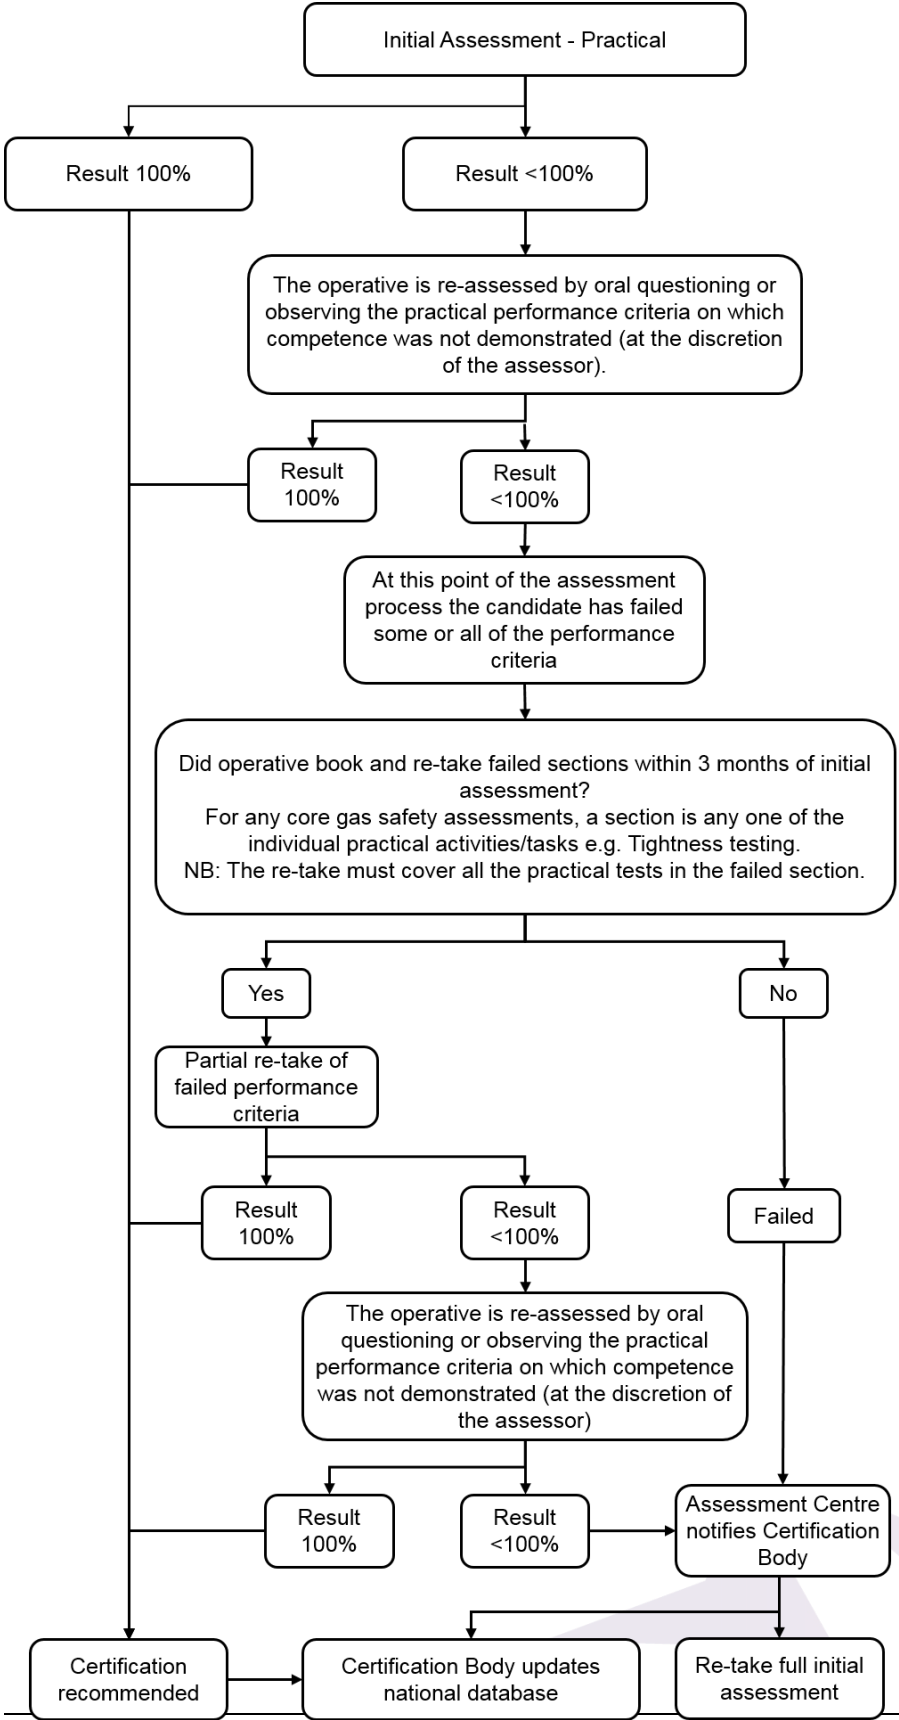 Initial Assessment - Practical
Result 100%
Result <100%
The operative is re-assessed by oral questioning or
observing the practical performance criteria on which
competence was not demonstrated (at the discretion
of the assessor).
Result
100%
Result
<100%
At this point of the assessment
process the candidate has failed
some or all of the performance
criteria
Did operative book and re-take failed sections within 3 months of initial
assessment?
For any core gas safety assessments, a section is any one of the
individual practical activities/tasks e.g. Tightness testing.
NB: The re-take must cover all the practical tests in the failed section.
Yes
No
Partial re-take of
failed performance
criteria
Result
100%
Result
<100%
Failed
The operative is re-assessed by oral
questioning or observing the practical
performance criteria on which competence
was not demonstrated (at the discretion of
the assessor)
Result
100%
Result
<100%
Assessment Centre
notifies Certification
Body
Certification
recommended
Certification Body updates
national database
Re-take full initial
assessment